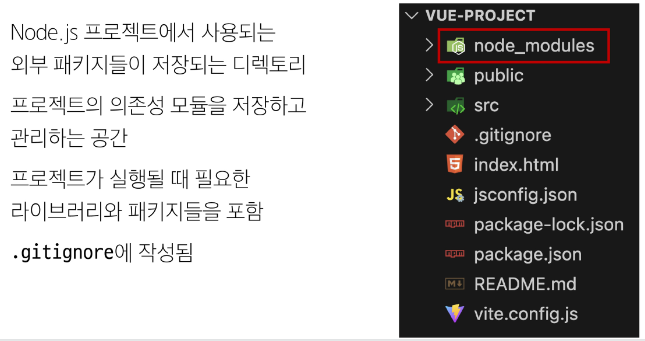 Node.js 프로젝트에서 사용되는
외부 패키지들이 저장되는 디렉토리
프로젝트의 의존성 모듈을 저장하고
관리하는 공간
프로젝트가 실행될 때 필요한
라이브러리와 패키지들을 포함
.gitignore에 작성됨
VUE-PROJECT
node_modules
public
src
.gitignore
index.html
JS jsconfig.json
package-lock.json
package.json
README.md
vite.config.js